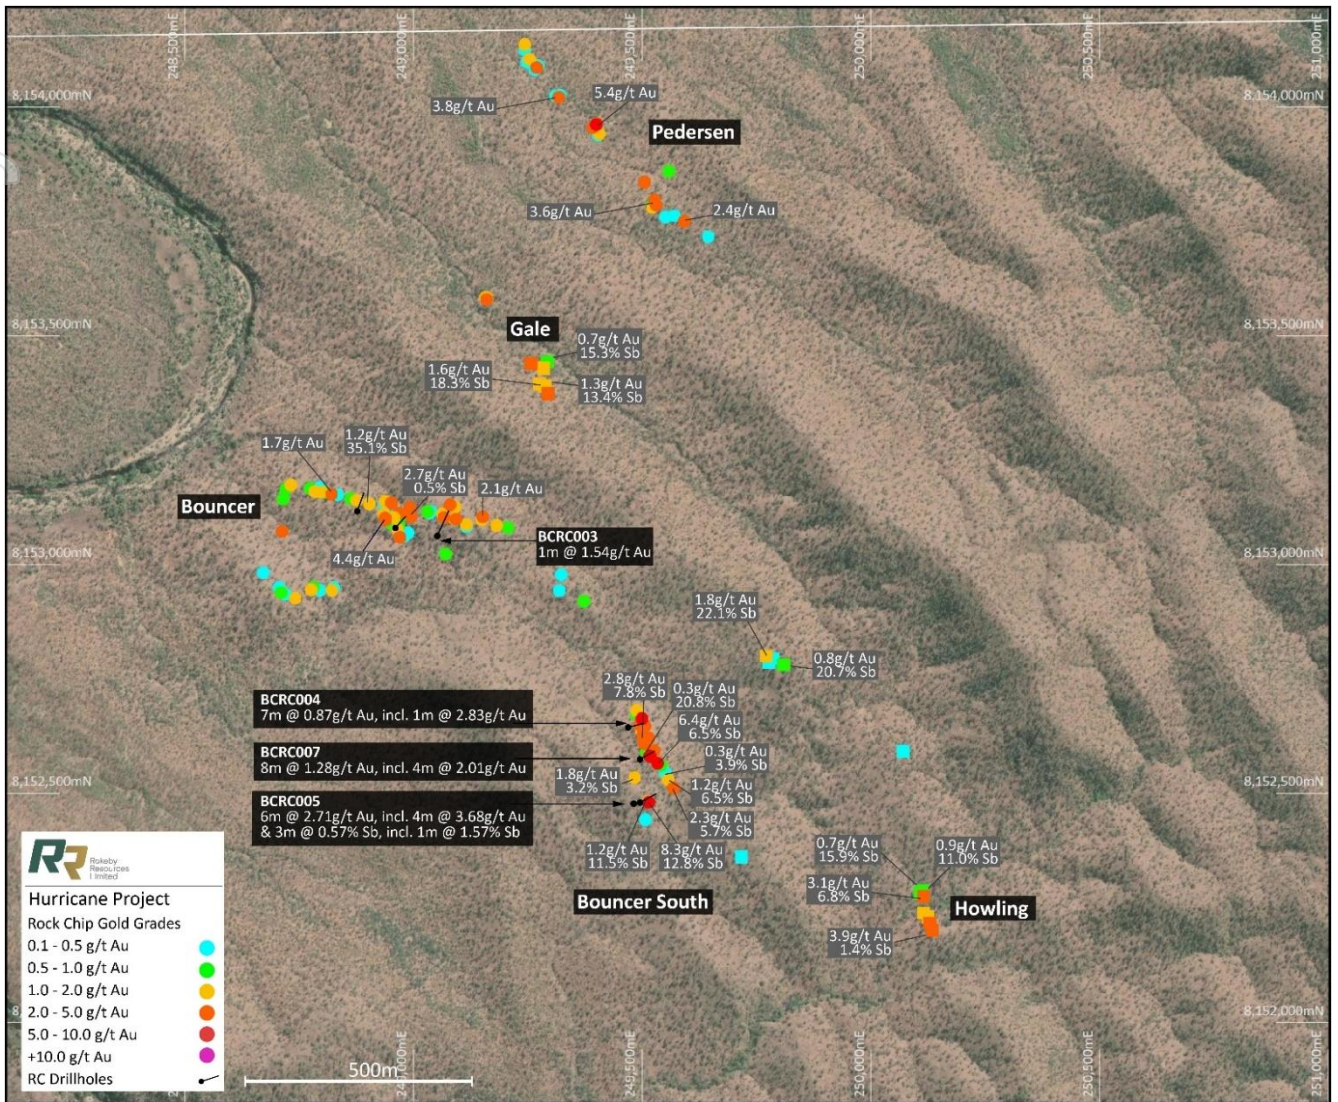 248,500mE
249,000mE
249,500mE
250,000mE
250,500mE
251,000mE
8,154,000mN
8,154,000mN
3.8g/t Au
5.4g/t Au
Pedersen
3.6g/t Au
2.4g/t Au
8,153,500mN
8,153,500mN
Gale
0.7g/t Au
15.3% Sb
1.6g/t Au
18.3% Sb
1.3g/t Au
13.4% Sb
1.7g/t Au
1.2g/t Au
35.1% Sb
2.7g/t Au
0.5% Sb
2.1g/t Au
Bouncer
4.4g/t Au
BCRC003
1m @ 1.54g/t Au
8,153,000mN
8,153,000mN
1.8g/t Au
22.1% Sb
0.8g/t Au
20.7% Sb
2.8g/t Au
7.8% Sb
0.3g/t Au
20.8% Sb
BCRC004
7m @ 0.87g/t Au, incl. 1m @ 2.83g/t Au
6.4g/t Au
6.5% Sb
BCRC007
8m @ 1.28g/t Au, incl. 4m @ 2.01g/t Au
0.3g/t Au
3.9% Sb
1.8g/t Au
3.2% Sb
1.2g/t Au
6.5% Sb
8,152,500mN
8,152,500mN
BCRC005
6m @ 2.71g/t Au, incl. 4m @ 3.68g/t Au
& 3m @ 0.57% Sb, incl. 1m @ 1.57% Sb
2.3g/t Au
5.7% Sb
1.2g/t Au
11.5% Sb
8.3g/t Au
12.8% Sb
Bouncer South
0.7g/t Au
15.9% Sb
0.9g/t Au
11.0% Sb
3.1g/t Au
6.8% Sb
Howling
3.9g/t Au
1.4% Sb
RR
Rokeby
Resources
Limited
Hurricane Project
Rock Chip Gold Grades
0.1 - 0.5 g/t Au
0.5 - 1.0 g/t Au
1.0 - 2.0 g/t Au
2.0 - 5.0 g/t Au
5.0 - 10.0 g/t Au
+10.0 g/t Au
RC Drillholes
500m
8,152,000mN
249,000mE
249,500mE
250,000mE
250,500mE
251,000mE